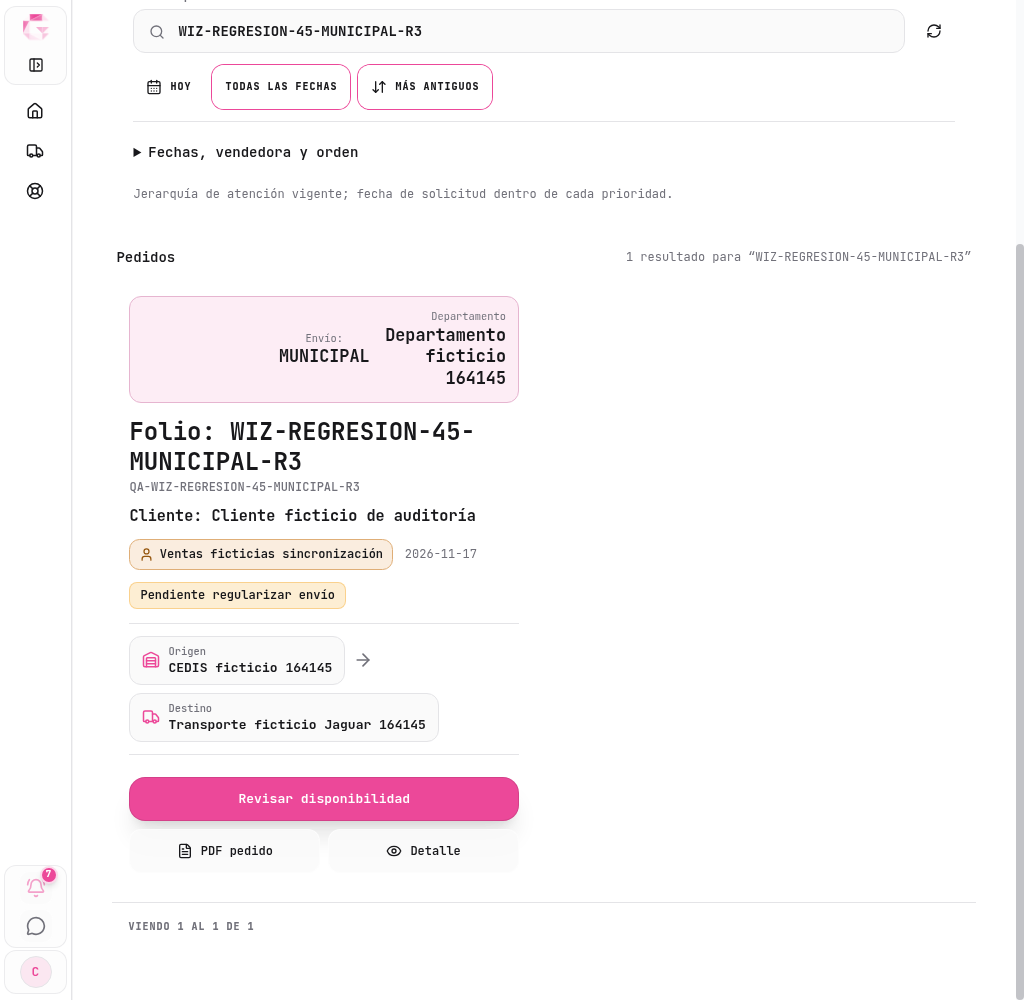 WIZ-REGRESION-45-MUNICIPAL-R3
HOY
TODAS LAS FECHAS
MÁS ANTIGUOS
Fechas, vendedora y orden
Jerarquía de atención vigente; fecha de solicitud dentro de cada prioridad.
Pedidos
1 resultado para “WIZ-REGRESION-45-MUNICIPAL-R3”
Envío:
MUNICIPAL
Departamento
Departamento
ficticio
164145
Folio: WIZ-REGRESION-45-
MUNICIPAL-R3
QA-WIZ-REGRESION-45-MUNICIPAL-R3
Cliente: Cliente ficticio de auditoría
Ventas ficticias sincronización
2026-11-17
Pendiente regularizar envío
Origen
CEDIS ficticio 164145
Destino
Transporte ficticio Jaguar 164145
Revisar disponibilidad
PDF pedido
Detalle
VIENDO 1 AL 1 DE 1
7
C